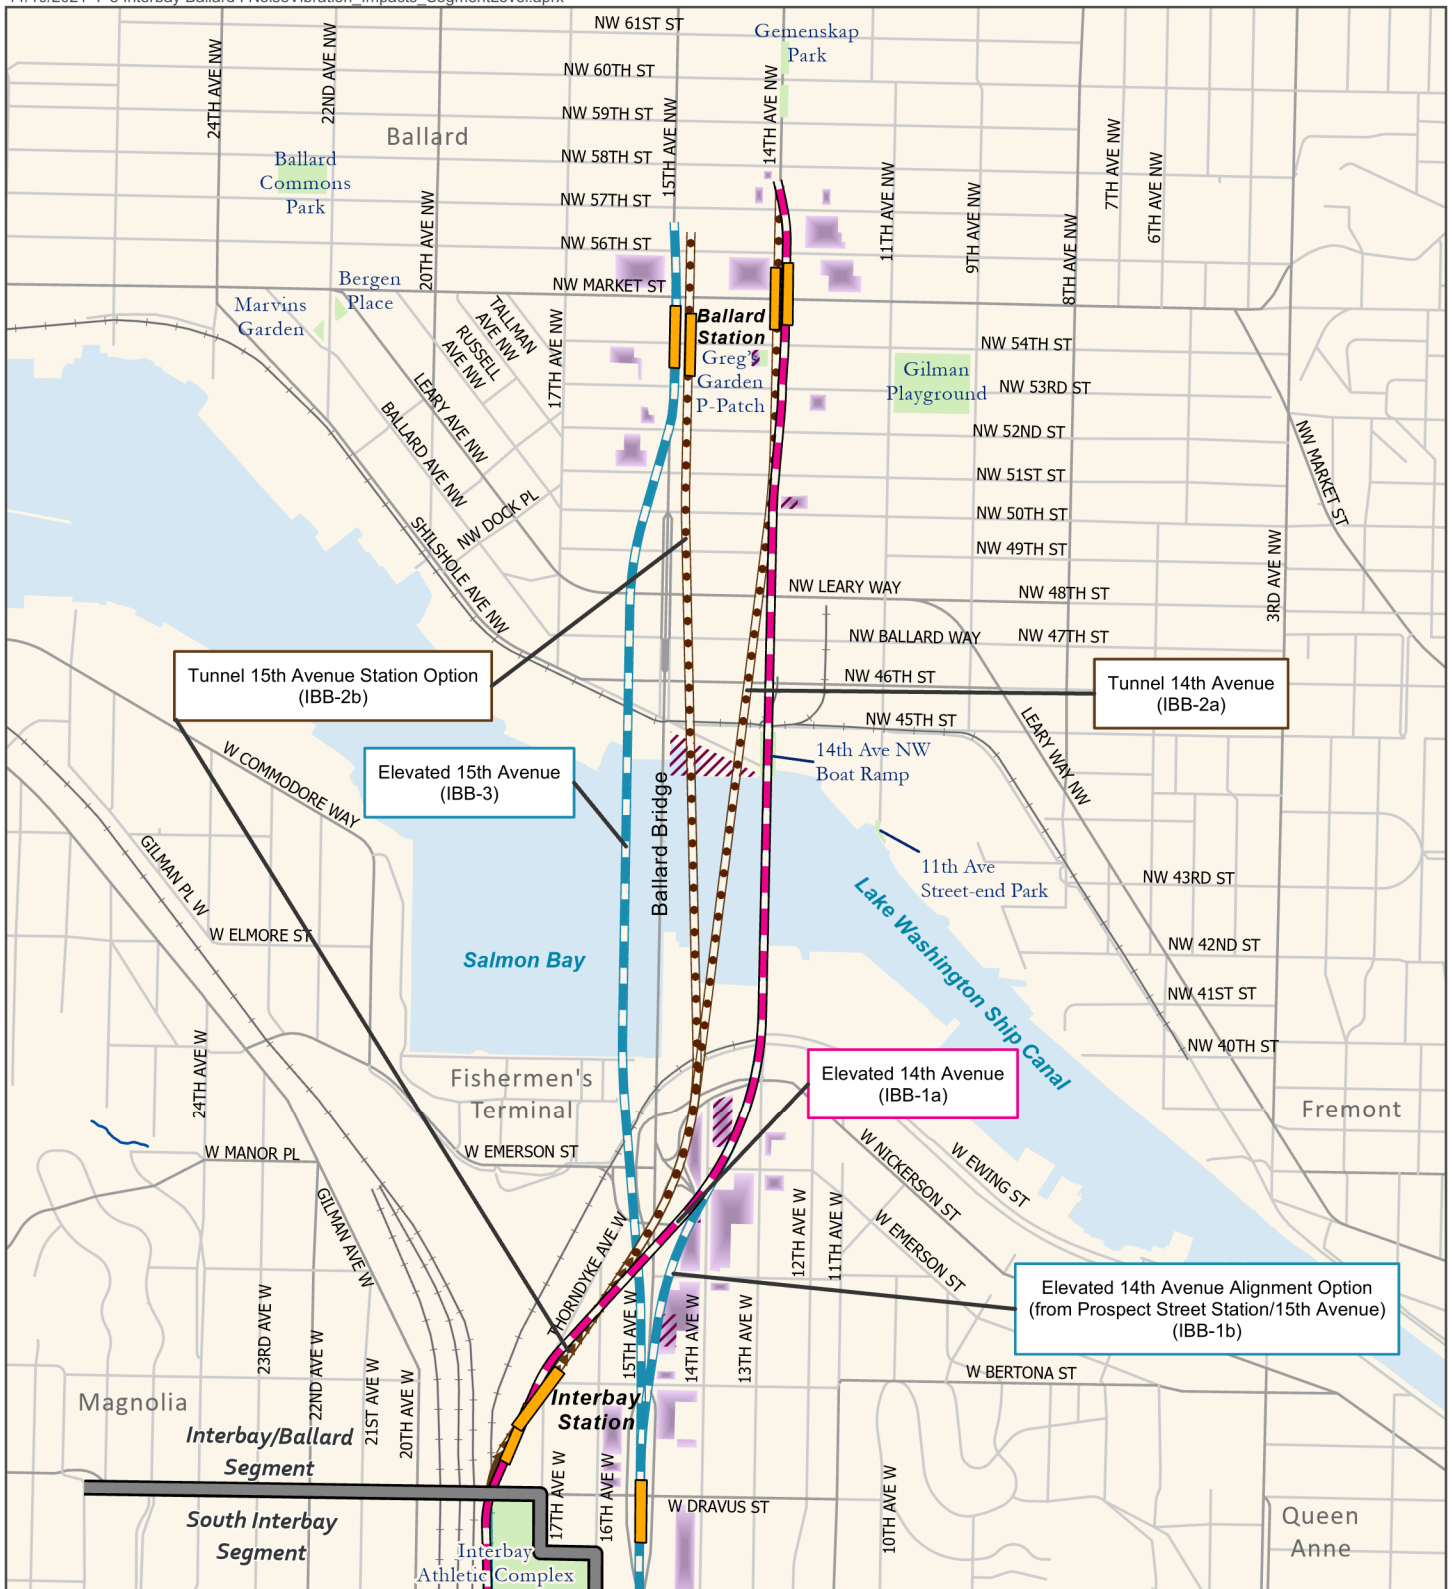 NW 61ST ST
Gemenskap
Park
NW 60TH ST
24TH AVE NW
22ND AVE NW
14TH AVE NW
NW 59TH ST
15TH AVE NW
Ballard
NW 58TH ST
7TH AVE NW
6TH AVE NW
Ballard
Commons
Park
11TH AVE NW
9TH AVE NW
NW 57TH ST
20TH AVE NW
8TH AVE NW
NW 56TH ST
Bergen
Place
NW MARKET ST
Marvins
Garden
TALLMAN
AVE NW
RUSSELL
AVE NW
17TH AVE NW
Ballard
Station
Greg's
Garden
P-Patch
NW 54TH ST
Gilman
Playground
NW 53RD ST
LEARY AVE NW
BALLARD AVE NW
NW 52ND ST
NW MARKET ST
NW 51ST ST
NW DOCK PL
NW 50TH ST
SHILSHOLE AVE NW
NW 49TH ST
3RD AVE NW
NW LEARY WAY
NW 48TH ST
NW BALLARD WAY
NW 47TH ST
Tunnel 15th Avenue Station Option
(IBB-2b)
NW 46TH ST
Tunnel 14th Avenue
(IBB-2a)
NW 45TH ST
LEARY WAY NW
W COMMODORE WAY
14th Ave NW
Boat Ramp
Elevated 15th Avenue
(IBB-3)
Ballard Bridge
GILMAN PL W
11th Ave
Street-end Park
NW 43RD ST
Lake Washington Ship Canal
W ELMORE ST
NW 42ND ST
Salmon Bay
NW 41ST ST
24TH AVE W
NW 40TH ST
Fishermen's
Terminal
Elevated 14th Avenue
(IBB-1a)
Fremont
W MANOR PL
W EMERSON ST
W NICKERSON ST
W EWING ST
GILMAN AVE W
THORNDYKE AVE W
12TH AVE W
11TH AVE W
W EMERSON ST
23RD AVE W
15TH AVE W
14TH AVE W
13TH AVE W
Elevated 14th Avenue Alignment Option
(from Prospect Street Station/15th Avenue)
(IBB-1b)
22ND AVE W
21ST AVE W
20TH AVE W
W BERTONA ST
Magnolia
Interbay
Station
Interbay/Ballard
Segment
17TH AVE W
16TH AVE W
10TH AVE W
W DRAVUS ST
South Interbay
Segment
Queen
Anne
Interbay
Athletic Complex